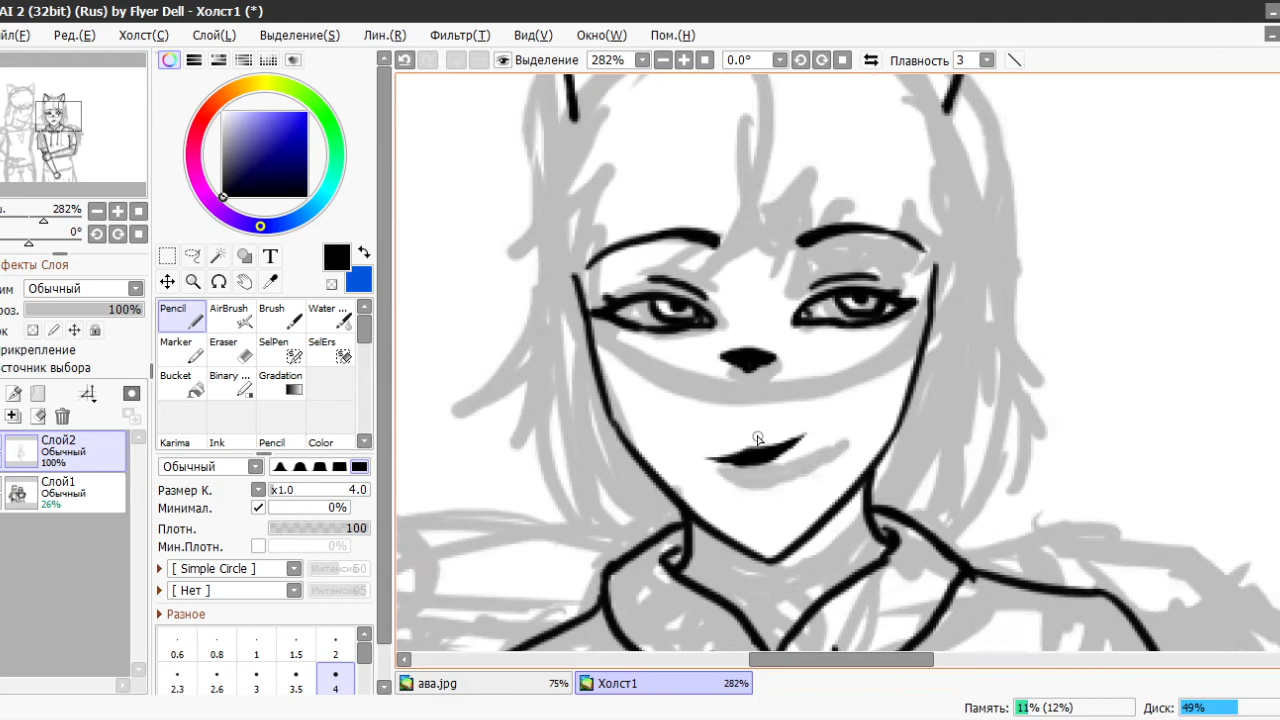 AI 2 (32bit) (Rus) by Flyer Dell - Холст1 (*)
йл(F) Ред.(E) Холст(C) Слой(L) Выделение(S) Лин.(R) Фильтр(T) Вид(V) Окно(W) Пом.(H)
Выделение 282% 0.0° Плавность 3
282%
0°
фекты Слоя
им Обычный
роз. 100%
рикрепление
источник выбора
Слой2
Обычный
100%
Слой1
Обычный
26%
T
Pencil AirBrush Brush Water ...
Marker Eraser SelPen SelErs
Bucket Binary ... Gradation
Karima Ink Pencil Color
Обычный
Размер К. x1.0 4.0
Минимал. 0%
Плотн. 100
Мин.Плотн. 0%
[ Simple Circle ]
[ Нет ]
Разное
0.6 0.8 1 1.5 2
2.3 2.6 3 3.5 4
ава.jpg 75% Холст1 282%
Память: 11% (12%) Диск: 49%